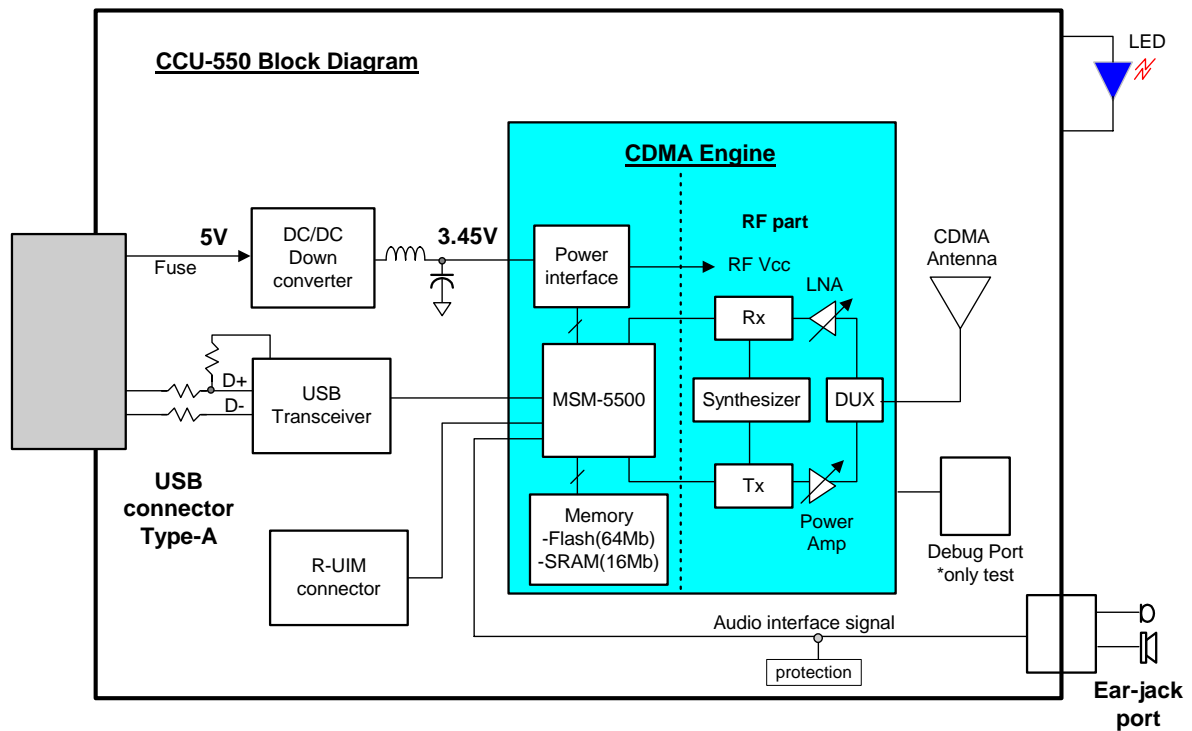 CCU-550 Block Diagram
LED
CDMA Engine
RF part
5V
Fuse
DC/DC
Down
converter
3.45V
Power
interface
RF Vcc
LNA
CDMA
Antenna
Rx
D+
D-
USB
Transceiver
MSM-5500
Synthesizer
DUX
Tx
Power
Amp
USB
connector
Type-A
Memory
-Flash(64Mb)
-SRAM(16Mb)
R-UIM
connector
Debug Port
*only test
Audio interface signal
protection
Ear-jack
port